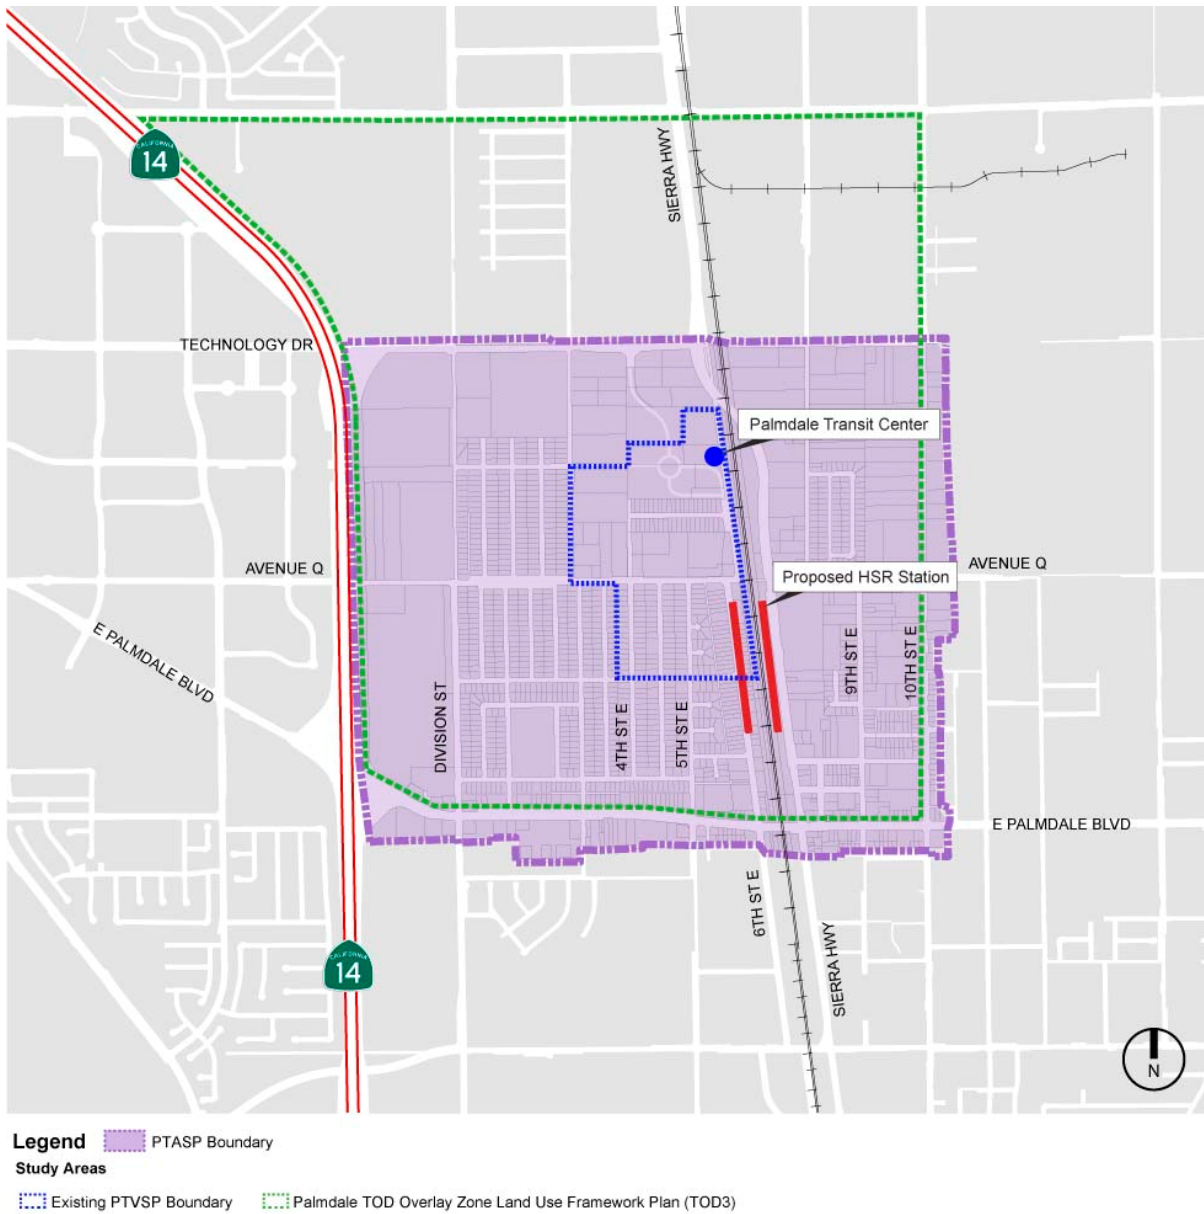 CALIFORNIA
14
SIERRA HWY
TECHNOLOGY DR
Palmdale Transit Center
AVENUE Q
AVENUE Q
Proposed HSR Station
E PALMDALE BLVD
DIVISION ST
4TH ST E
5TH ST E
9TH ST E
10TH ST E
E PALMDALE BLVD
6TH ST E
SIERRA HWY
CALIFORNIA
14
N
Legend
PTASP Boundary
Study Areas
Existing PTVSP Boundary
Palmdale TOD Overlay Zone Land Use Framework Plan (TOD3)